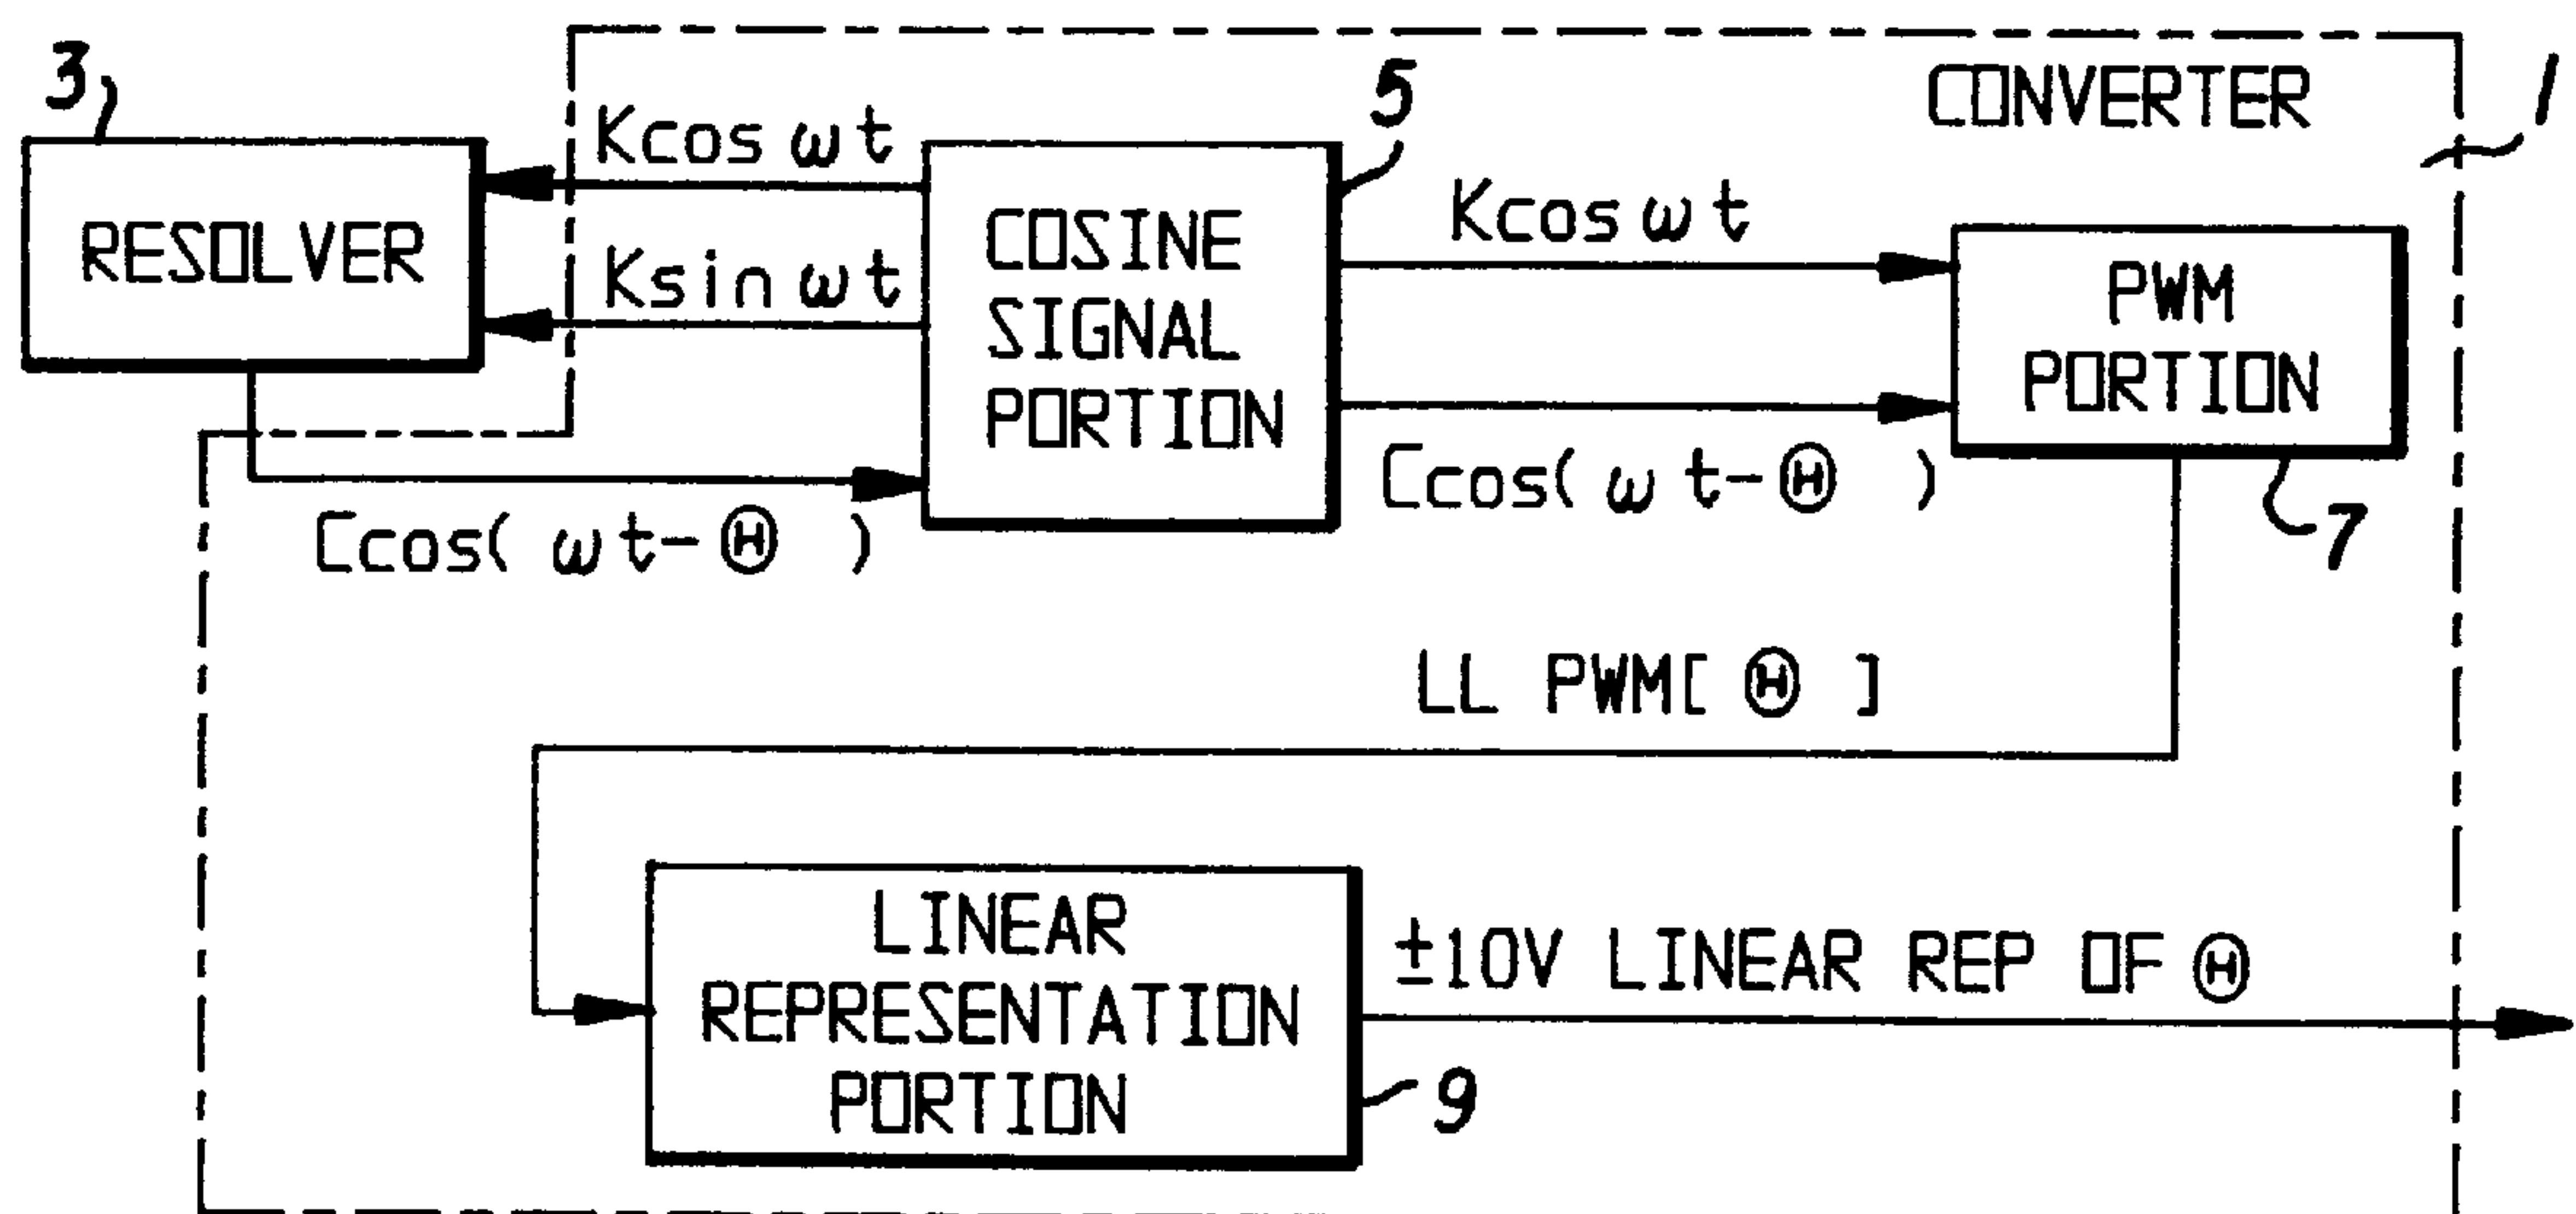 3
RESOLVER
Kcos ωt
Ksin ωt
Ccos( ωt-Θ )
5
COSINE
SIGNAL
PORTION
CONVERTER
1
Kcos ωt
Ccos( ωt-Θ )
PWM
PORTION
7
LL PWM[ Θ ]
LINEAR
REPRESENTATION
PORTION
9
±10V LINEAR REP OF Θ